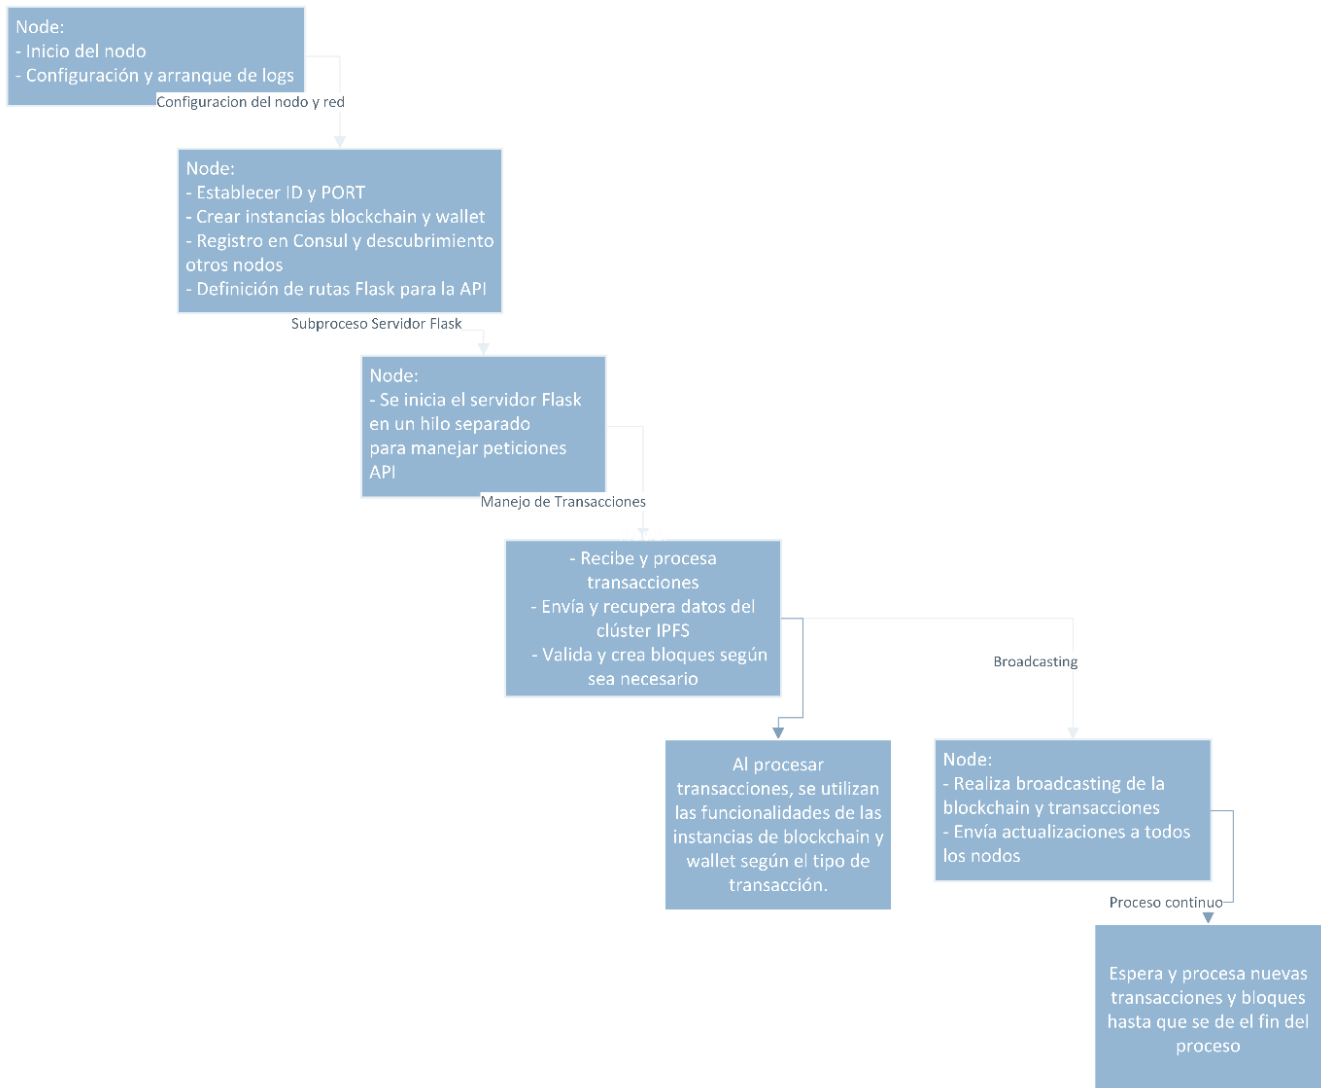 Node:
- Inicio del nodo
- Configuración y arranque de logs
Configuracion del nodo y red
Node:
- Establecer ID y PORT
- Crear instancias blockchain y wallet
- Registro en Consul y descubrimiento
otros nodos
- Definición de rutas Flask para la API
Subproceso Servidor Flask
Node:
- Se inicia el servidor Flask
en un hilo separado
para manejar peticiones
API
Manejo de Transacciones
- Recibe y procesa
transacciones
- Envía y recupera datos del
clúster IPFS
- Valida y crea bloques según
sea necesario
Broadcasting
Al procesar
transacciones, se utilizan
las funcionalidades de las
instancias de blockchain y
wallet según el tipo de
transacción.
Node:
- Realiza broadcasting de la
blockchain y transacciones
- Envía actualizaciones a todos
los nodos
Proceso continuo
Espera y procesa nuevas
transacciones y bloques
hasta que se de el fin del
proceso